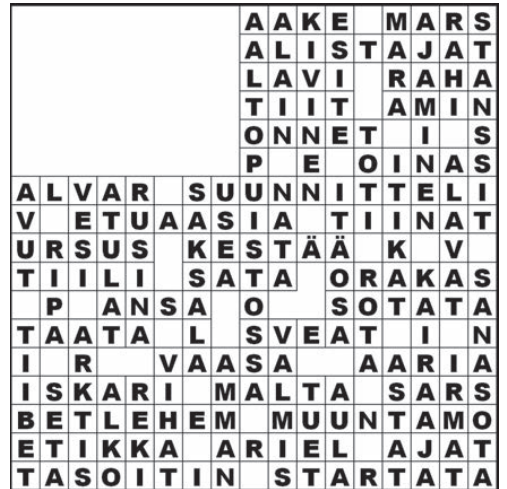 AAKE MARS
ALISTAJAT
LAVI RAHA
TIIT AMIN
ONNET I S
P E OINAS
ALVAR SUUNNITTELI
V ETUAASIA TIINAT
URSUS KESTÄÄ K V
TIILI SATA ORAKAS
P ANSA O SOTATA
TAATA L SVEAT I N
I R VAASA AARIA
ISKARI MALTA SARS
BETLEHEM MUUNTAMO
ETIKKA ARIEL AJAT
TASOITIN STARTATA